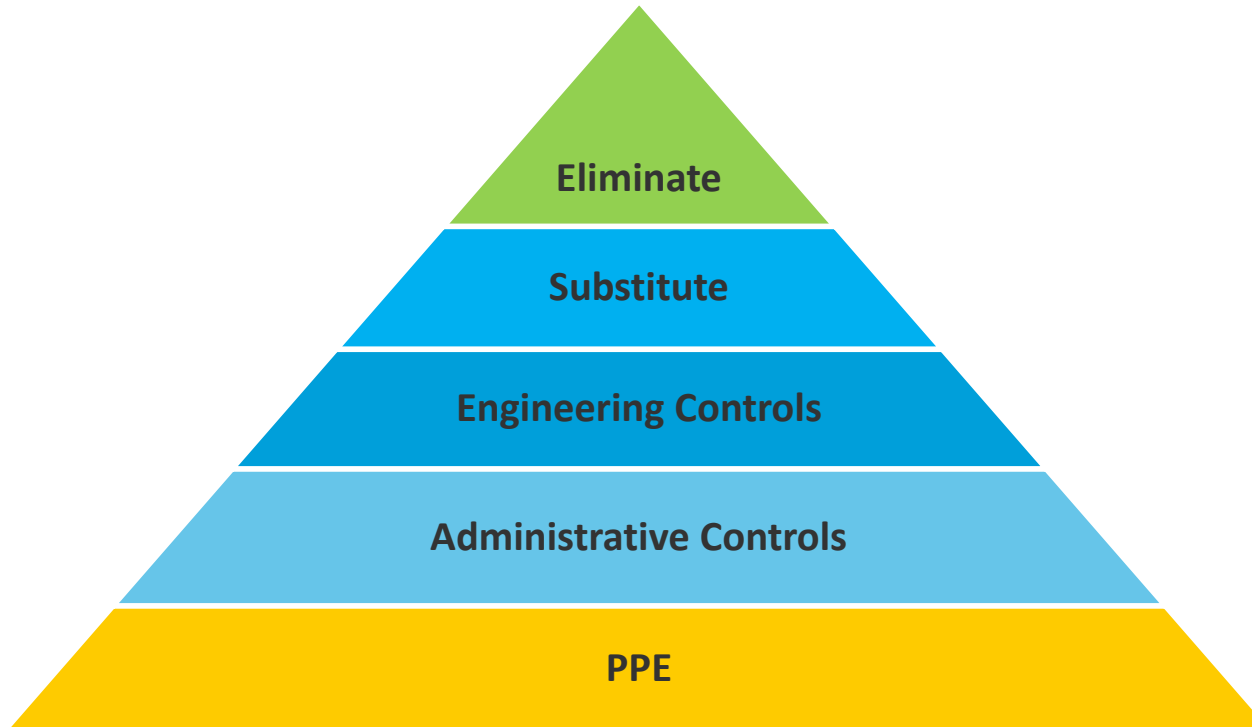 Eliminate
Substitute
Engineering Controls
Administrative Controls
PPE